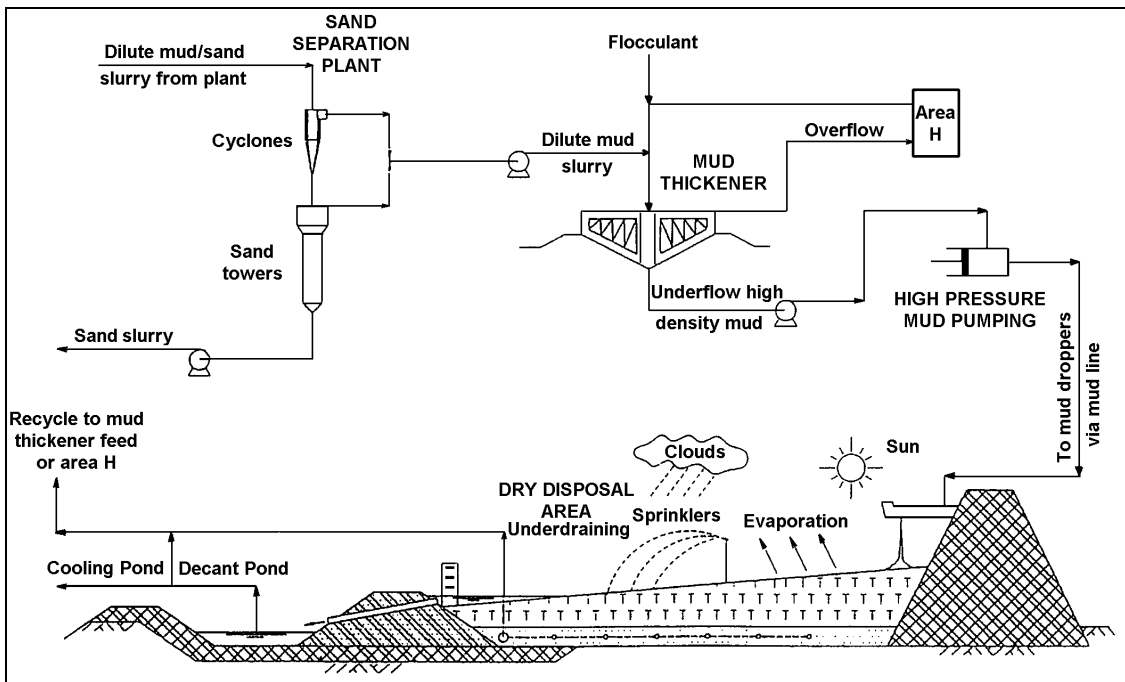 SAND
SEPARATION
PLANT
Dilute mud/sand
slurry from plant
Cyclones
Sand
towers
Sand slurry
Flocculant
Area
H
Overflow
Dilute mud
slurry
MUD
THICKENER
Underflow high
density mud
HIGH PRESSURE
MUD PUMPING
To mud droppers
via mud line
Recycle to mud
thickener feed
or area H
Clouds
Sun
DRY DISPOSAL
AREA
Underdraining
Sprinklers
Evaporation
Cooling Pond
Decant Pond